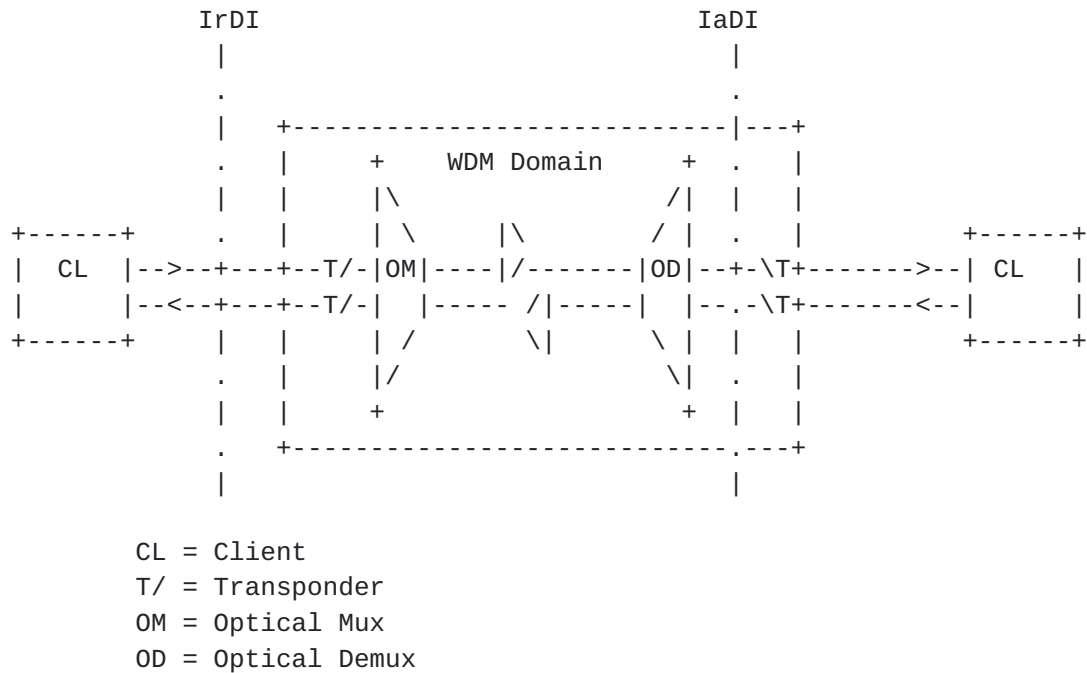 IrDI                            IaDI
              |                                |
              .                                .
              |   +----------------------------|---+
              .   |     +    WDM Domain     +  .   |
              |   |     |\                 /|  |   |
+------+      .   |     | \     |\        / |  .   |          +------+
|  CL  |-->--+---+--T/-|OM|----|/-------|OD|--+-\T+------->--| CL   |
|      |--<--+---+--T/-|  |----- /|-----|  |--.-\T+-------<--|      |
+------+      |   |     | /       \|      \ |  |   |          +------+
              .   |     |/                 \|  .   |
              |   |     +                   +  |   |
              .   +----------------------------.---+
              |                                |
CL = Client
T/ = Transponder
OM = Optical Mux
OD = Optical Demux